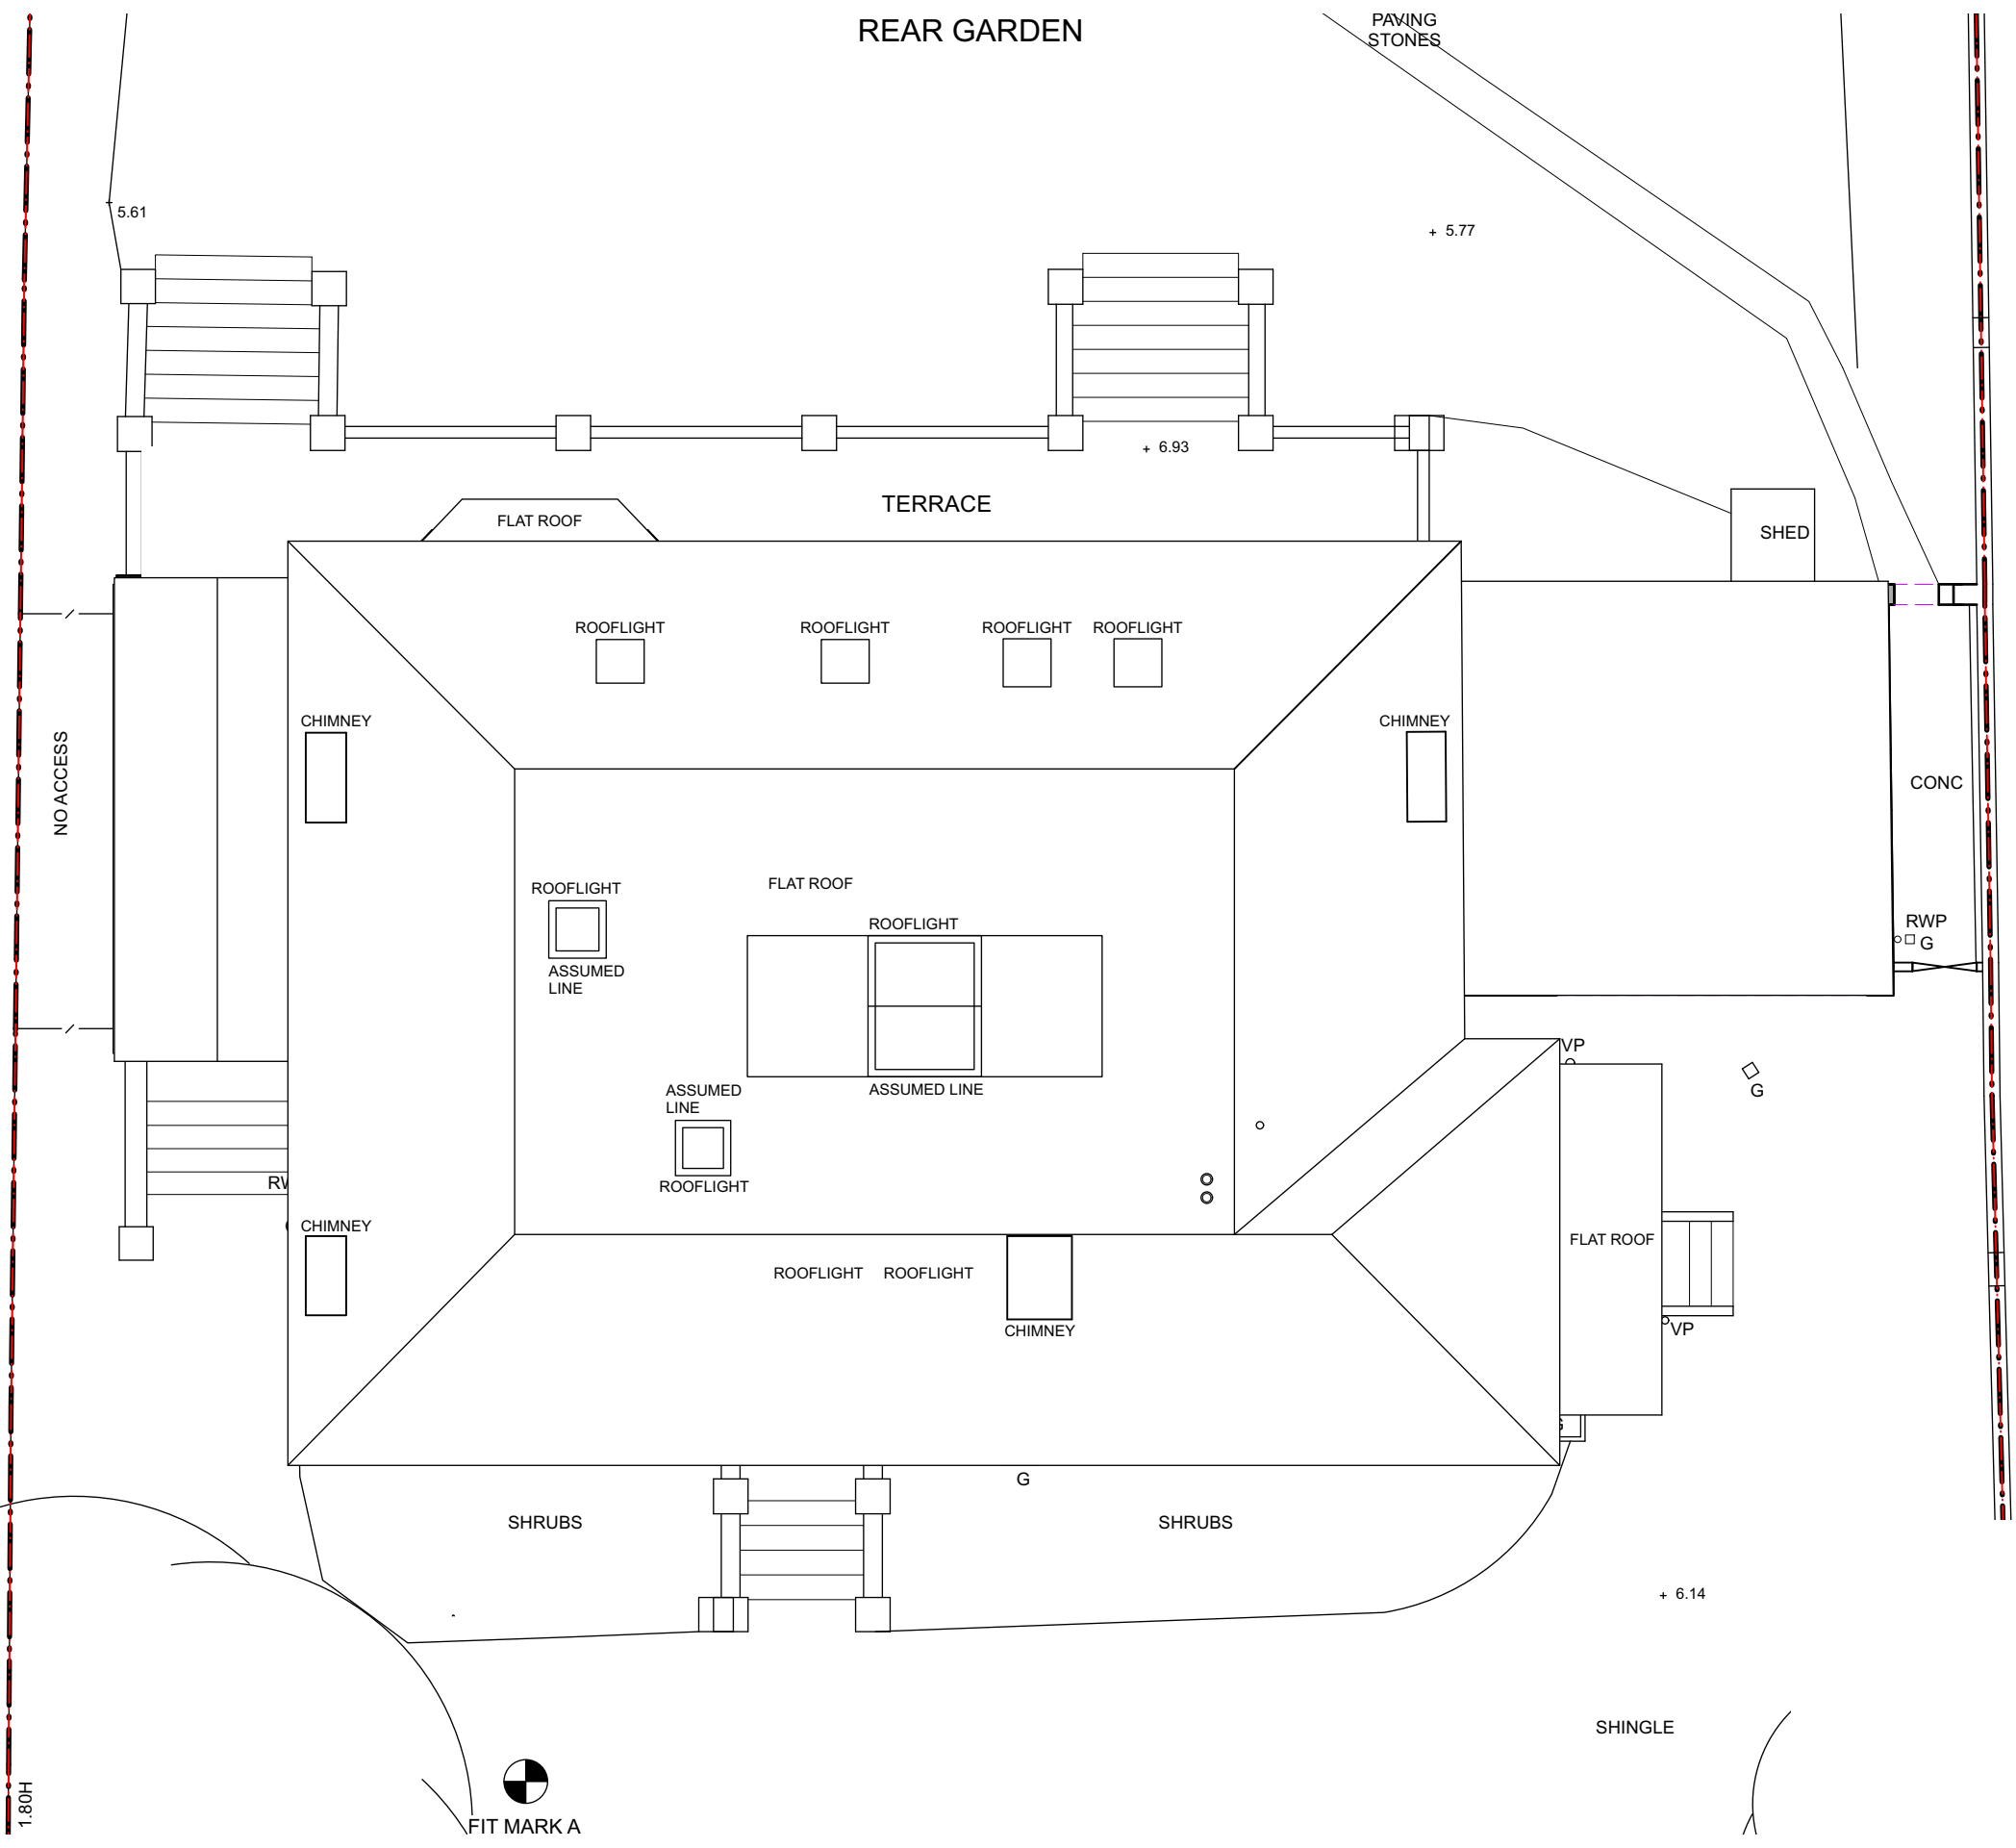 REAR GARDEN
PAVING
STONES
5.61
5.77
6.93
TERRACE
FLAT ROOF
SHED
ROOFLIGHT
ROOFLIGHT
ROOFLIGHT
ROOFLIGHT
CHIMNEY
CHIMNEY
NO ACCESS
CONC
FLAT ROOF
ROOFLIGHT
ROOFLIGHT
RWP
G
ASSUMED
LINE
VP
ASSUMED
LINE
ASSUMED LINE
G
ROOFLIGHT
CHIMNEY
FLAT ROOF
ROOFLIGHT
ROOFLIGHT
CHIMNEY
VP
G
SHRUBS
SHRUBS
6.14
SHINGLE
1.80H
FIT MARK A